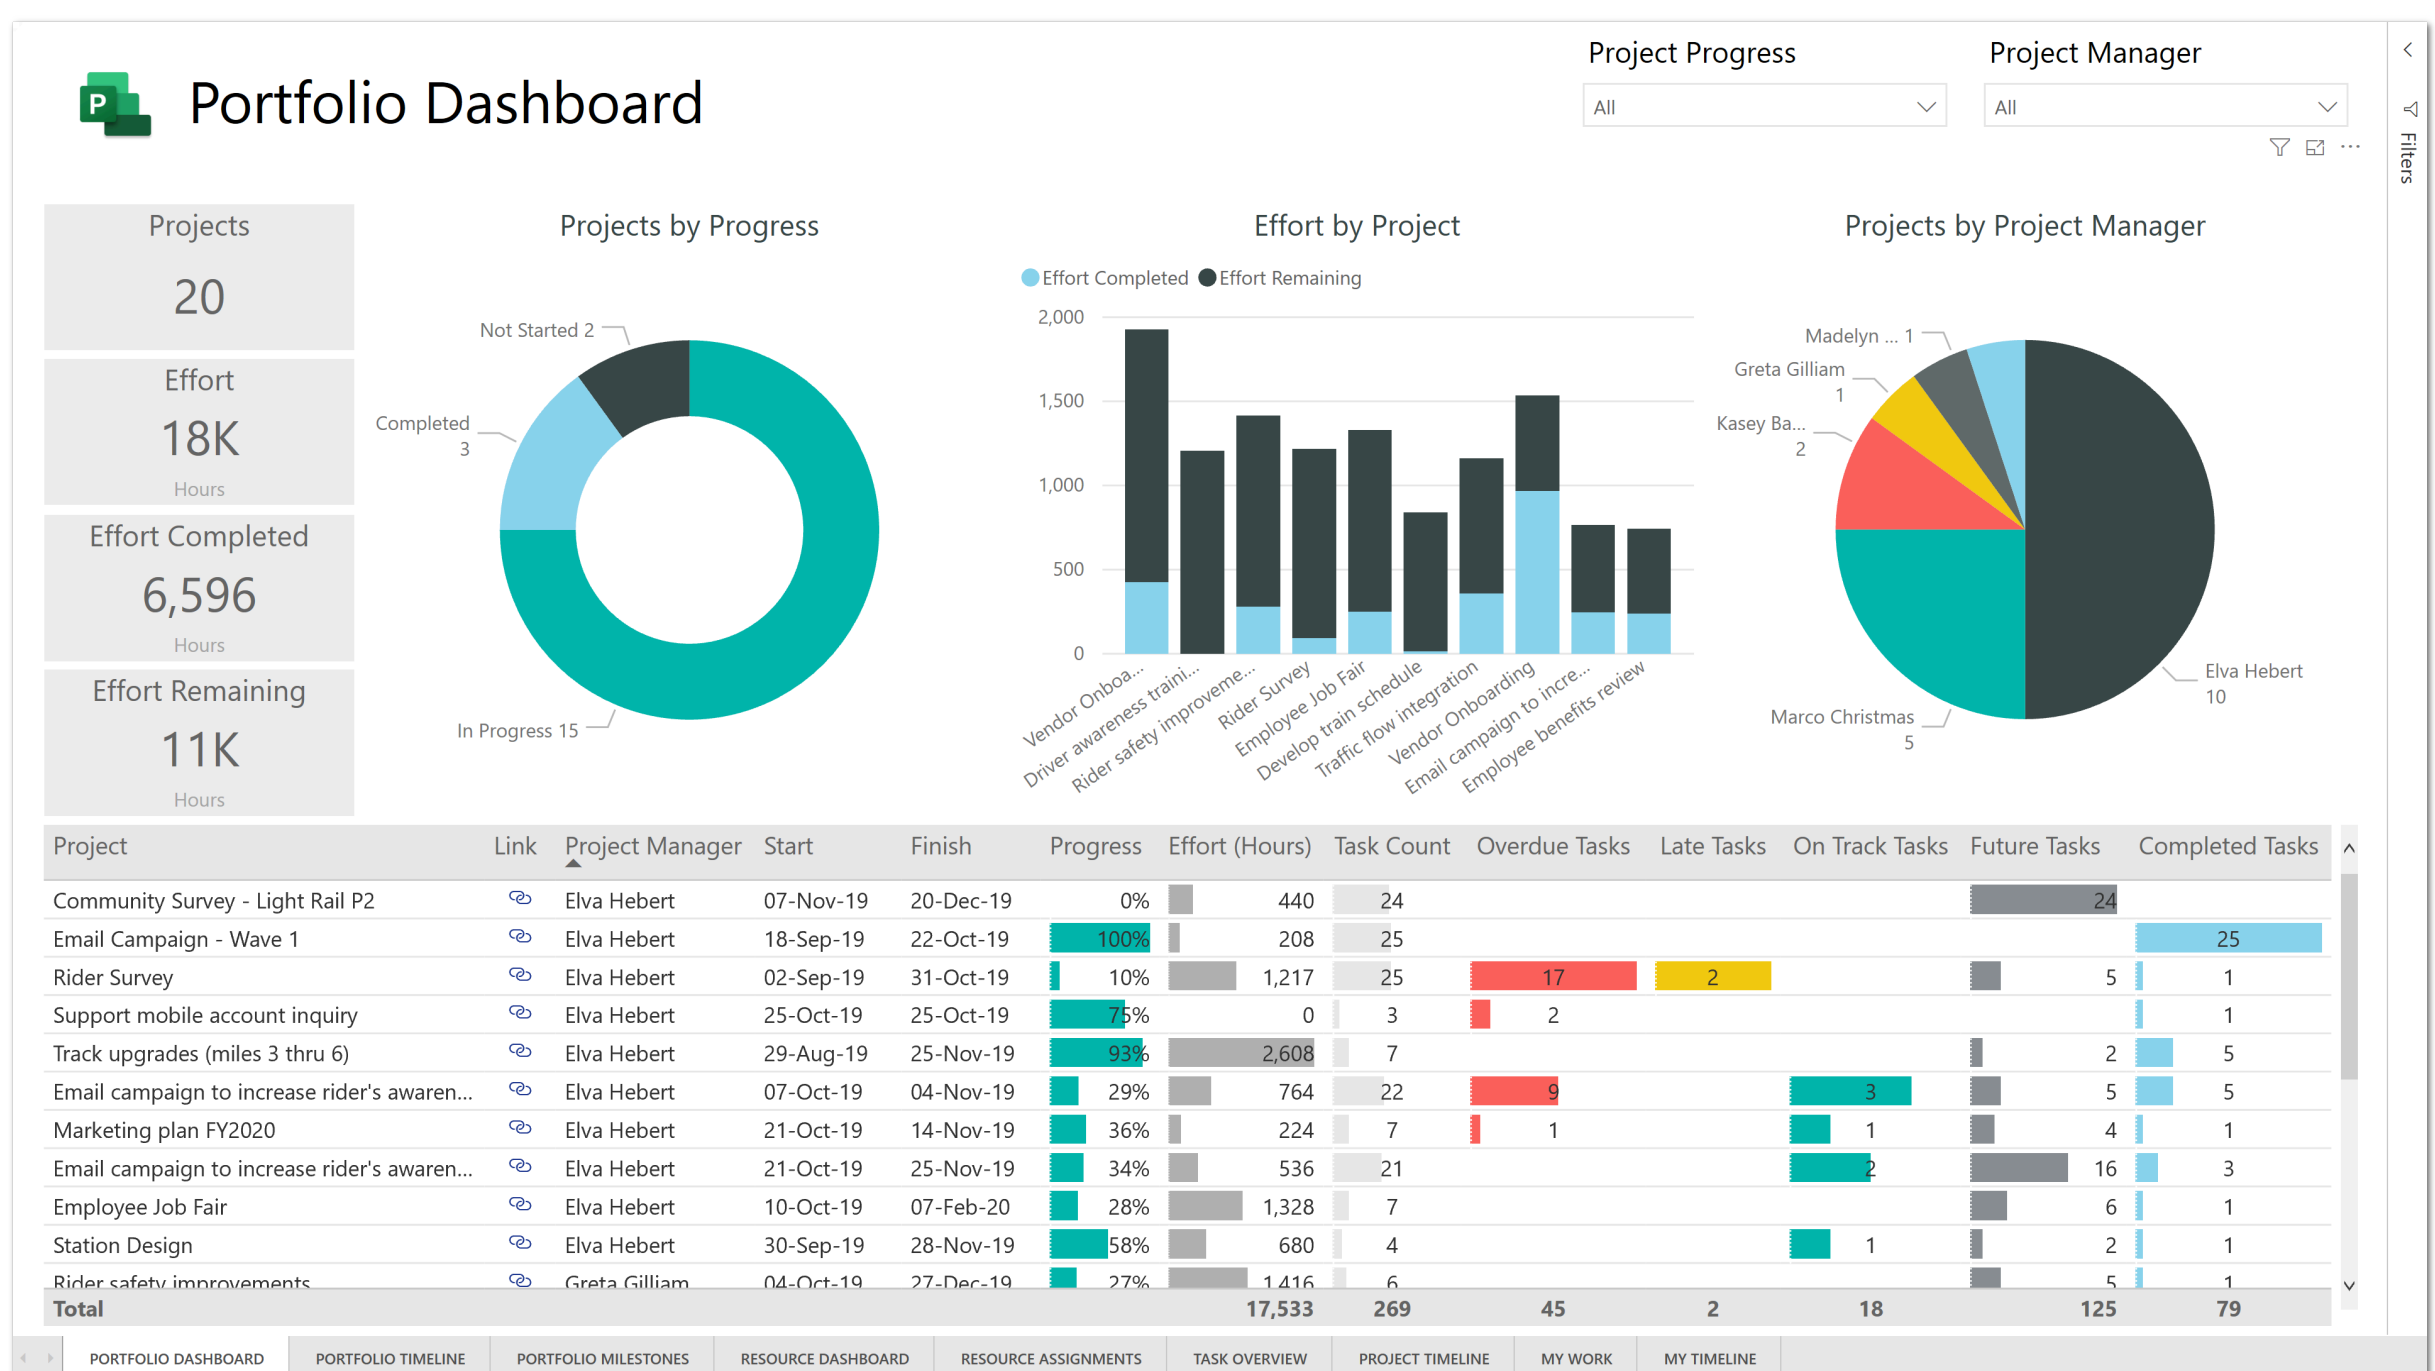 Portfolio Dashboard
P
Project Progress
All
Project Manager
All
Filters
Projects
20
Effort
18K
Hours
Effort Completed
6,596
Hours
Effort Remaining
11K
Hours
Projects by Progress
Not Started 2
Completed
3
In Progress 15
Effort by Project
Effort Completed Effort Remaining
2,000
1,500
1,000
500
0
Vendor Onboa...
Driver awareness traini...
Rider safety improveme...
Rider Survey
Employee Job Fair
Develop train schedule
Traffic flow integration
Vendor Onboarding
Email campaign to incre...
Employee benefits review
Projects by Project Manager
Madelyn ... 1
Greta Gilliam
1
Kasey Ba...
2
Marco Christmas
5
Elva Hebert
10
Project Link Project Manager Start Finish Progress Effort (Hours) Task Count Overdue Tasks Late Tasks On Track Tasks Future Tasks Completed Tasks
Community Survey - Light Rail P2 Elva Hebert 07-Nov-19 20-Dec-19 0% 440 24 24
Email Campaign - Wave 1 Elva Hebert 18-Sep-19 22-Oct-19 100% 208 25 25
Rider Survey Elva Hebert 02-Sep-19 31-Oct-19 10% 1,217 25 17 2 5 1
Support mobile account inquiry Elva Hebert 25-Oct-19 25-Oct-19 75% 0 3 2 1
Track upgrades (miles 3 thru 6) Elva Hebert 29-Aug-19 25-Nov-19 93% 2,608 7 2 5
Email campaign to increase rider's awaren... Elva Hebert 07-Oct-19 04-Nov-19 29% 764 22 9 3 5 5
Marketing plan FY2020 Elva Hebert 21-Oct-19 14-Nov-19 36% 224 7 1 1 4 1
Email campaign to increase rider's awaren... Elva Hebert 21-Oct-19 25-Nov-19 34% 536 21 2 16 3
Employee Job Fair Elva Hebert 10-Oct-19 07-Feb-20 28% 1,328 7 6 1
Station Design Elva Hebert 30-Sep-19 28-Nov-19 58% 680 4 1 2 1
Rider safety improvements Greta Gilliam 04-Oct-19 27-Dec-19 27% 1,416 6 5 1
Total 17,533 269 45 2 18 125 79
PORTFOLIO DASHBOARD PORTFOLIO TIMELINE PORTFOLIO MILESTONES RESOURCE DASHBOARD RESOURCE ASSIGNMENTS TASK OVERVIEW PROJECT TIMELINE MY WORK MY TIMELINE